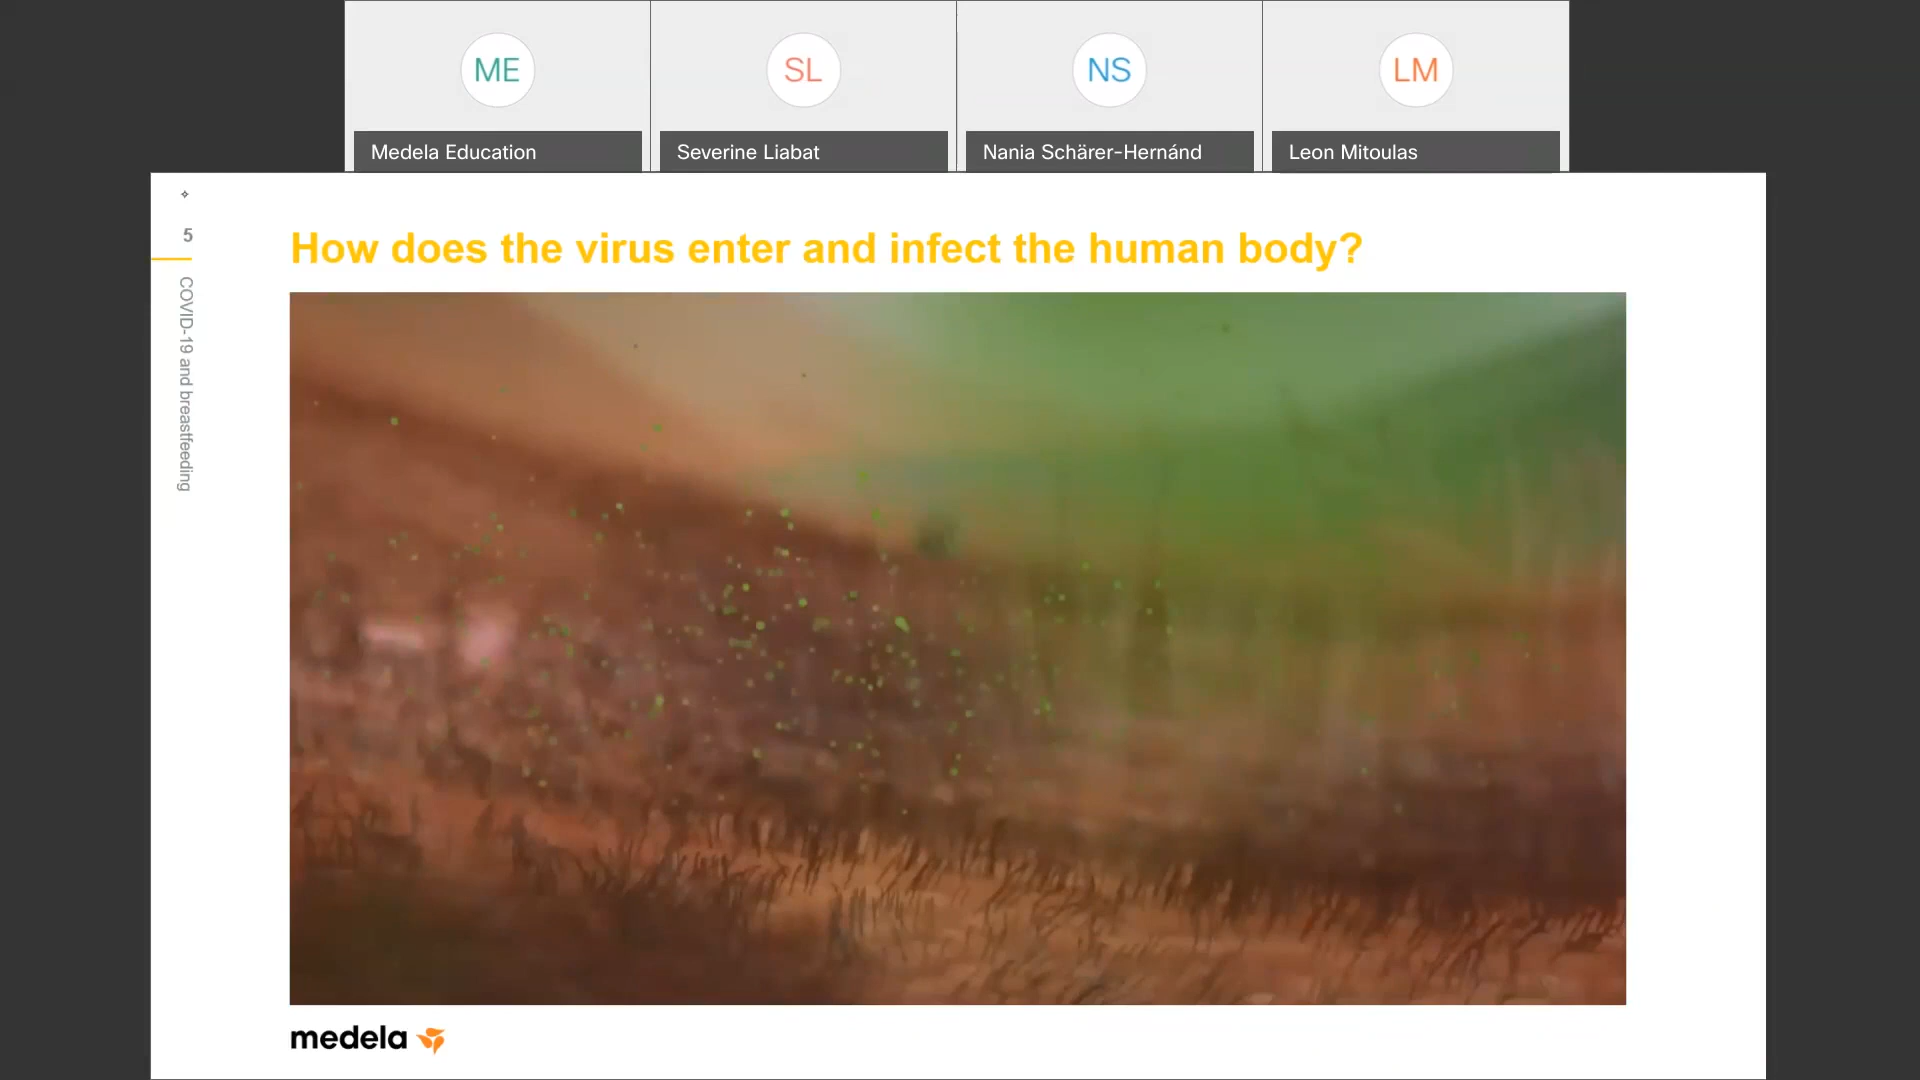 ME
SL
NS
LM
Medela Education
Severine Liabat
Nania Schärer-Hernánd
Leon Mitoulas
5
COVID-19 and breastfeeding
How does the virus enter and infect the human body?
medela